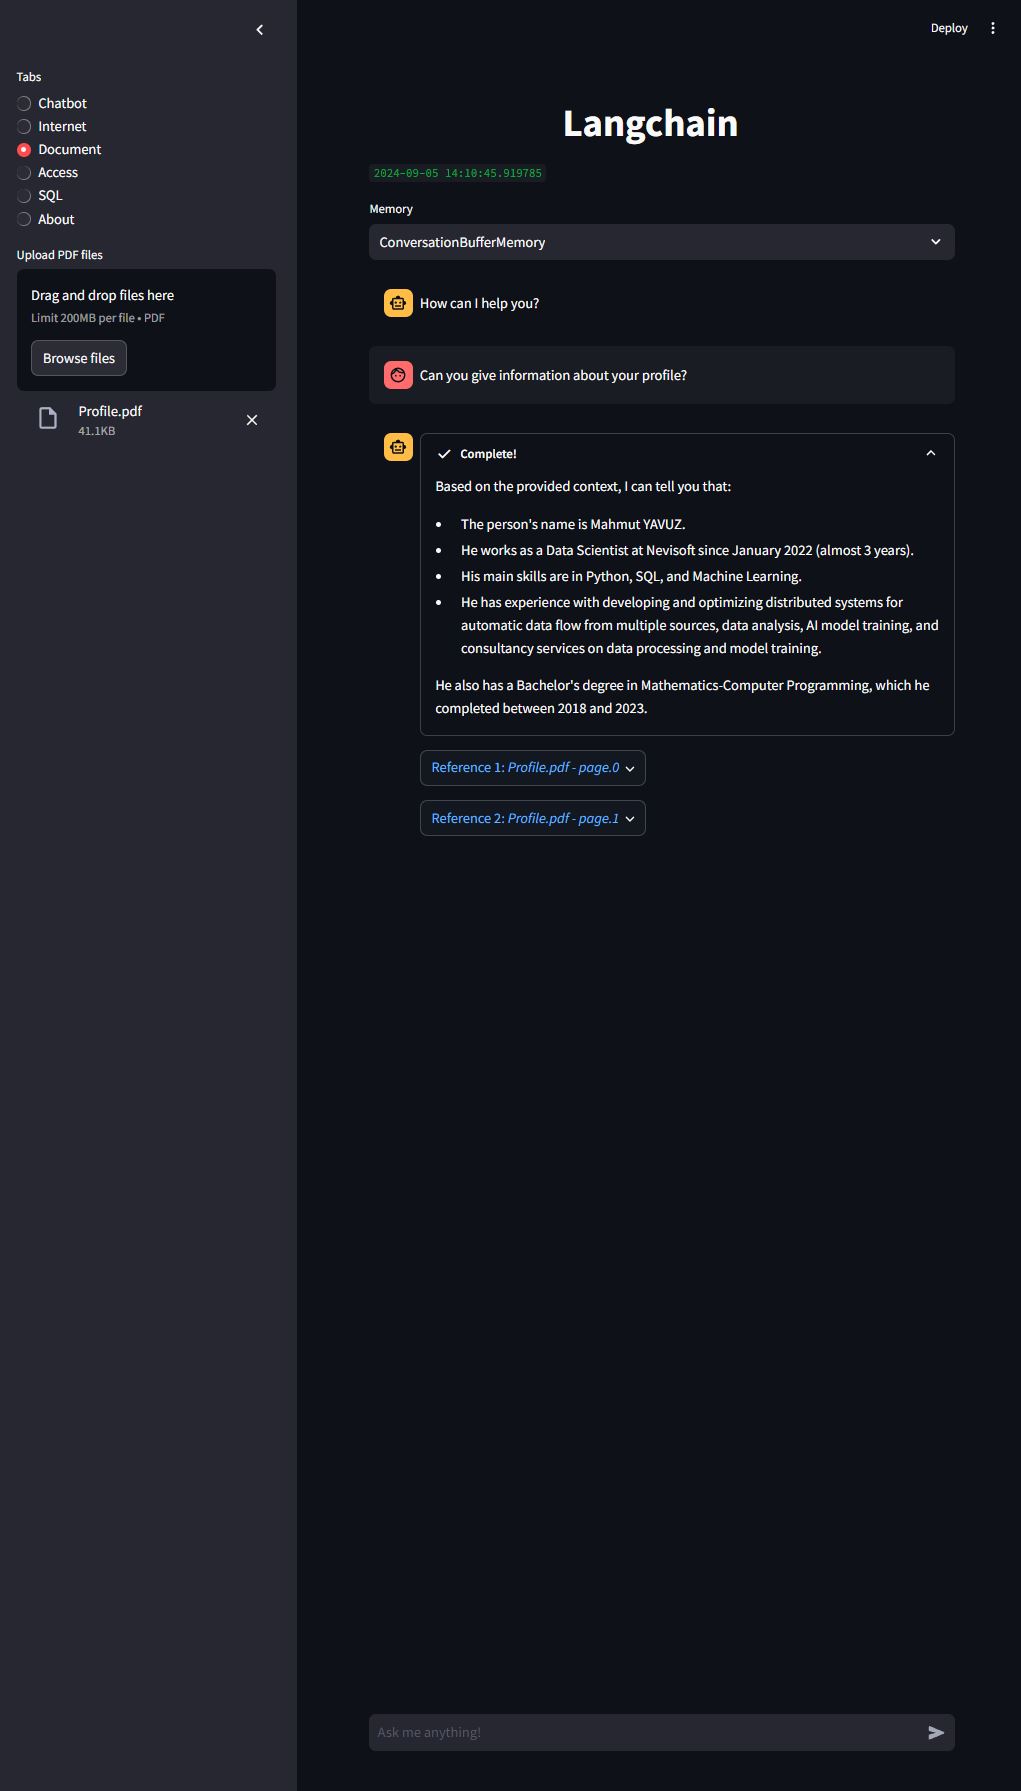 Deploy
Tabs
Chatbot
Internet
Document
Access
SQL
About
Upload PDF files
Drag and drop files here
Limit 200MB per file • PDF
Browse files
Profile.pdf
41.1KB
Langchain
2024-09-05 14:10:45.919785
Memory
ConversationBufferMemory
How can I help you?
Can you give information about your profile?
Complete!
Based on the provided context, I can tell you that:
• The person's name is Mahmut YAVUZ.
• He works as a Data Scientist at Nevisoft since January 2022 (almost 3 years).
• His main skills are in Python, SQL, and Machine Learning.
• He has experience with developing and optimizing distributed systems for
automatic data flow from multiple sources, data analysis, AI model training, and
consultancy services on data processing and model training.
He also has a Bachelor's degree in Mathematics-Computer Programming, which he
completed between 2018 and 2023.
Reference 1: Profile.pdf - page.0
Reference 2: Profile.pdf - page.1
Ask me anything!